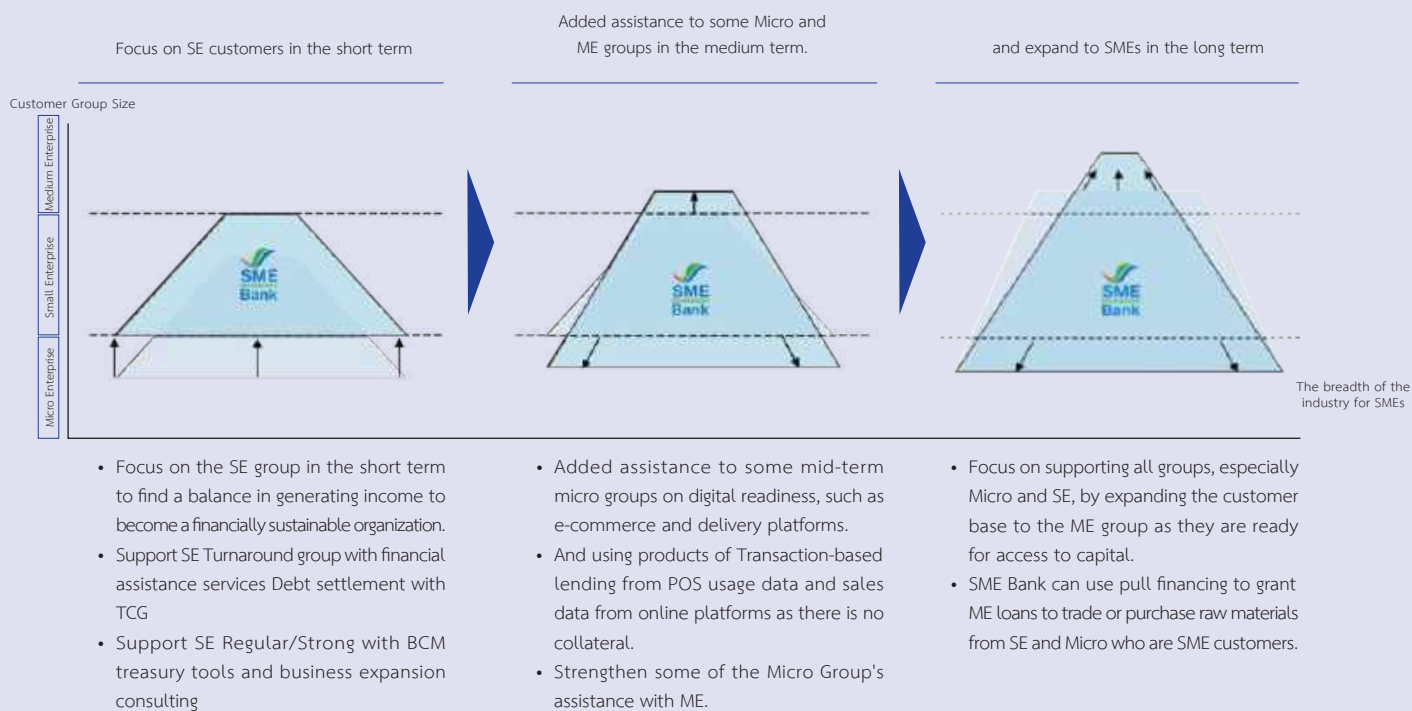 Focus on SE customers in the short term
Added assistance to some Micro and
ME groups in the medium term.
and expand to SMEs in the long term
Customer Group Size
Medium Enterprise
Small Enterprise
Micro Enterprise
SME
Bank
SME
Bank
SME
Bank
The breadth of the
industry for SMEs
• Focus on the SE group in the short term
to find a balance in generating income to
become a financially sustainable organization.
• Support SE Turnaround group with financial
assistance services Debt settlement with
TCG
• Support SE Regular/Strong with BCM
treasury tools and business expansion
consulting
• Added assistance to some mid-term
micro groups on digital readiness, such as
e-commerce and delivery platforms.
• And using products of Transaction-based
lending from POS usage data and sales
data from online platforms as there is no
collateral.
• Strengthen some of the Micro Group's
assistance with ME.
• Focus on supporting all groups, especially
Micro and SE, by expanding the customer
base to the ME group as they are ready
for access to capital.
• SME Bank can use pull financing to grant
ME loans to trade or purchase raw materials
from SE and Micro who are SME customers.